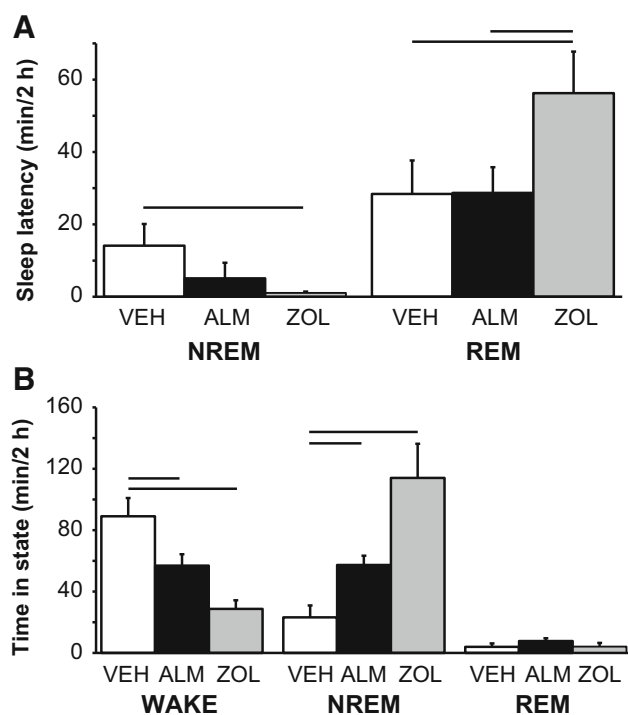 A
Sleep latency (min/2 h)
60
40
20
0
VEH ALM ZOL VEH ALM ZOL
NREM REM
B
Time in state (min/2 h)
160
120
80
40
0
VEH ALM ZOL VEH ALM ZOL VEH ALM ZOL
WAKE NREM REM